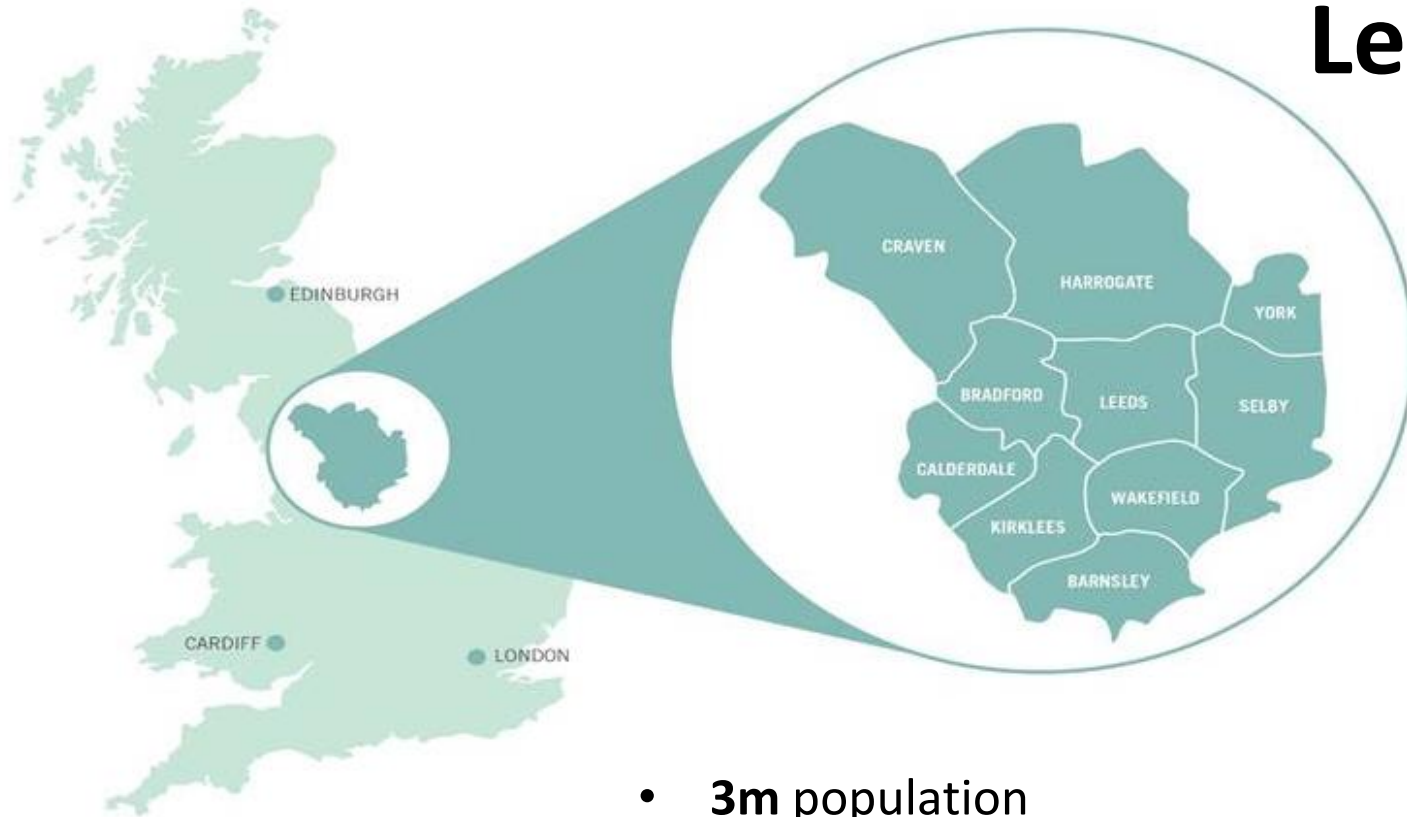 Le
CRAVEN
HARROGATE
YORK
EDINBURGH
BRADFORD
LEEDS
SELBY
CALDERDALE
WAKEFIELD
KIRKLEES
BARNSLEY
CARDIFF
LONDON
• 3m population